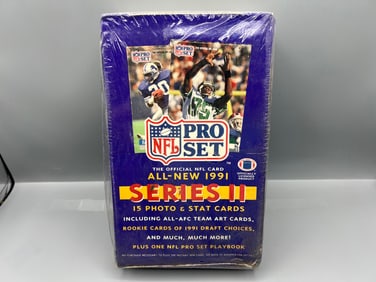 PRO SET
PRO SET
NFL
PRO
SET
THE OFFICIAL NFL CARD
ALL-NEW 1991
SERIES II
15 PHOTO & STAT CARDS
INCLUDING ALL-AFC TEAM ART CARDS,
ROOKIE CARDS OF 1991 DRAFT CHOICES,
AND MUCH, MUCH MORE!
PLUS ONE NFL PRO SET PLAYBOOK